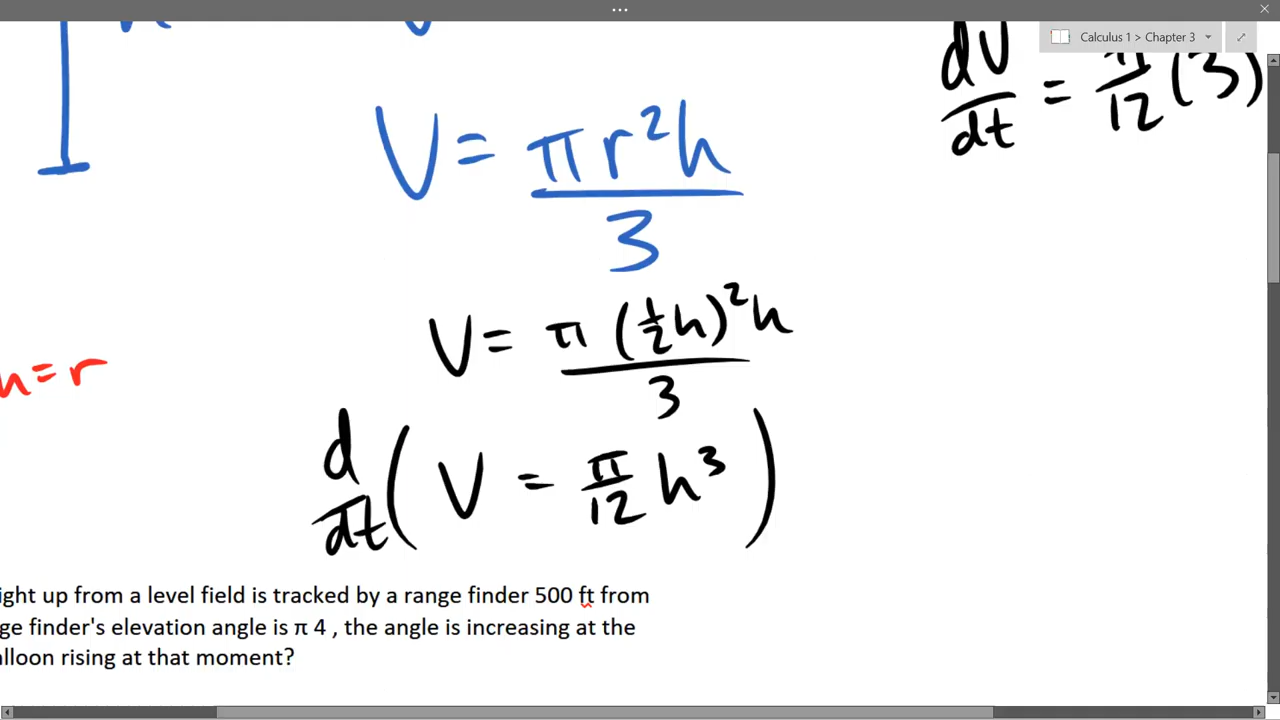 Calculus 1 > Chapter 3
dV/dt = π/12 (3)
V = πr²h/3
V = π(½h)²h/3
h = r
d/dt ( V = π/12 h³ )
ight up from a level field is tracked by a range finder 500 ft from
ge finder's elevation angle is π 4 , the angle is increasing at the
alloon rising at that moment?